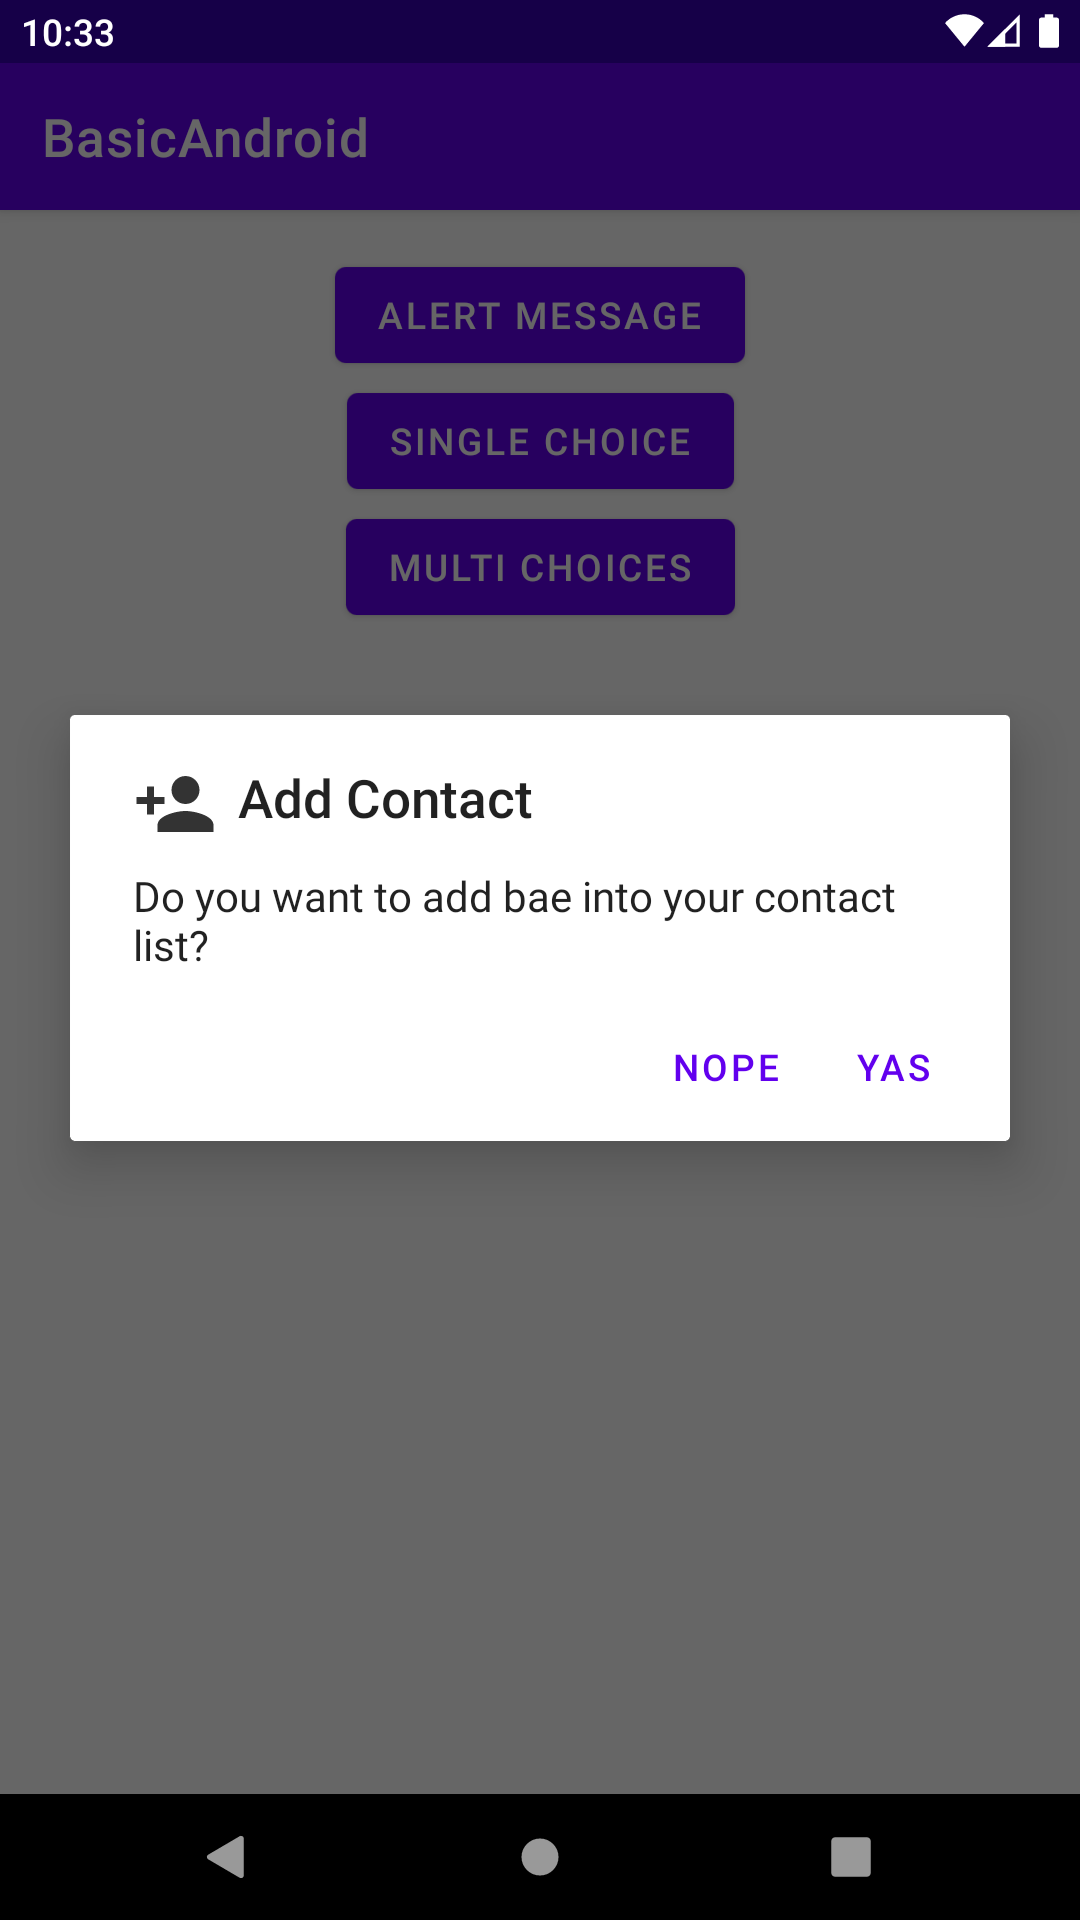 10:33
BasicAndroid
ALERT MESSAGE
SINGLE CHOICE
MULTI CHOICES
Add Contact
Do you want to add bae into your contact
list?
NOPE YAS